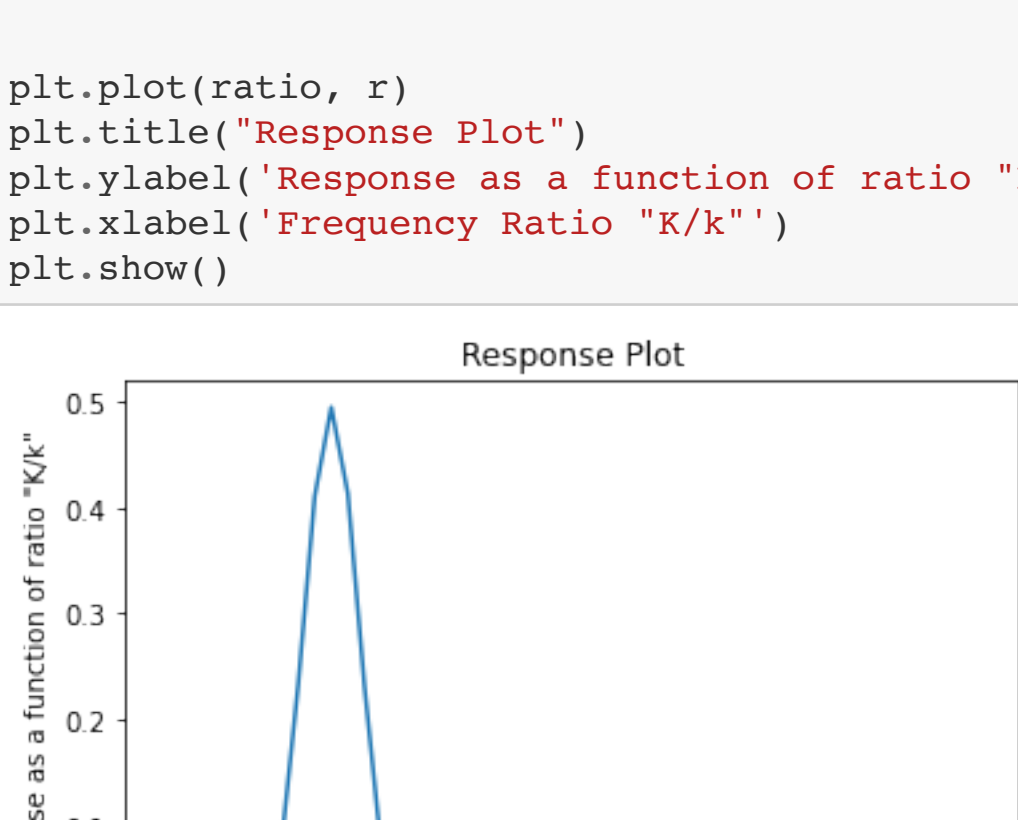 plt.plot(ratio, r)
plt.title("Response Plot")
plt.ylabel('Response as a function of ratio "
plt.xlabel('Frequency Ratio "K/k"')
plt.show()
Response Plot
0.5
0.4
0.3
0.2
as a function of ratio "K/k"